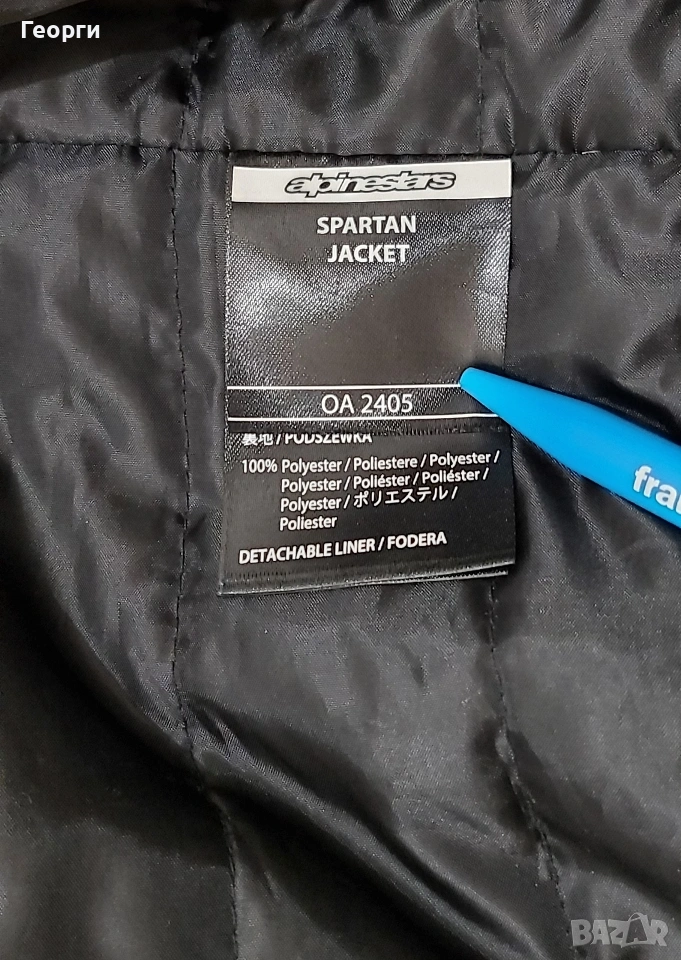 Георги
alpinestars
SPARTAN
JACKET
OA 2405
裏地 / PODSZEWKA
100% Polyester / Poliestere / Polyester /
Polyester / Poliéster / Poliéster /
Polyester / ポリエステル /
Poliester
DETACHABLE LINER / FODERA
BAZAR